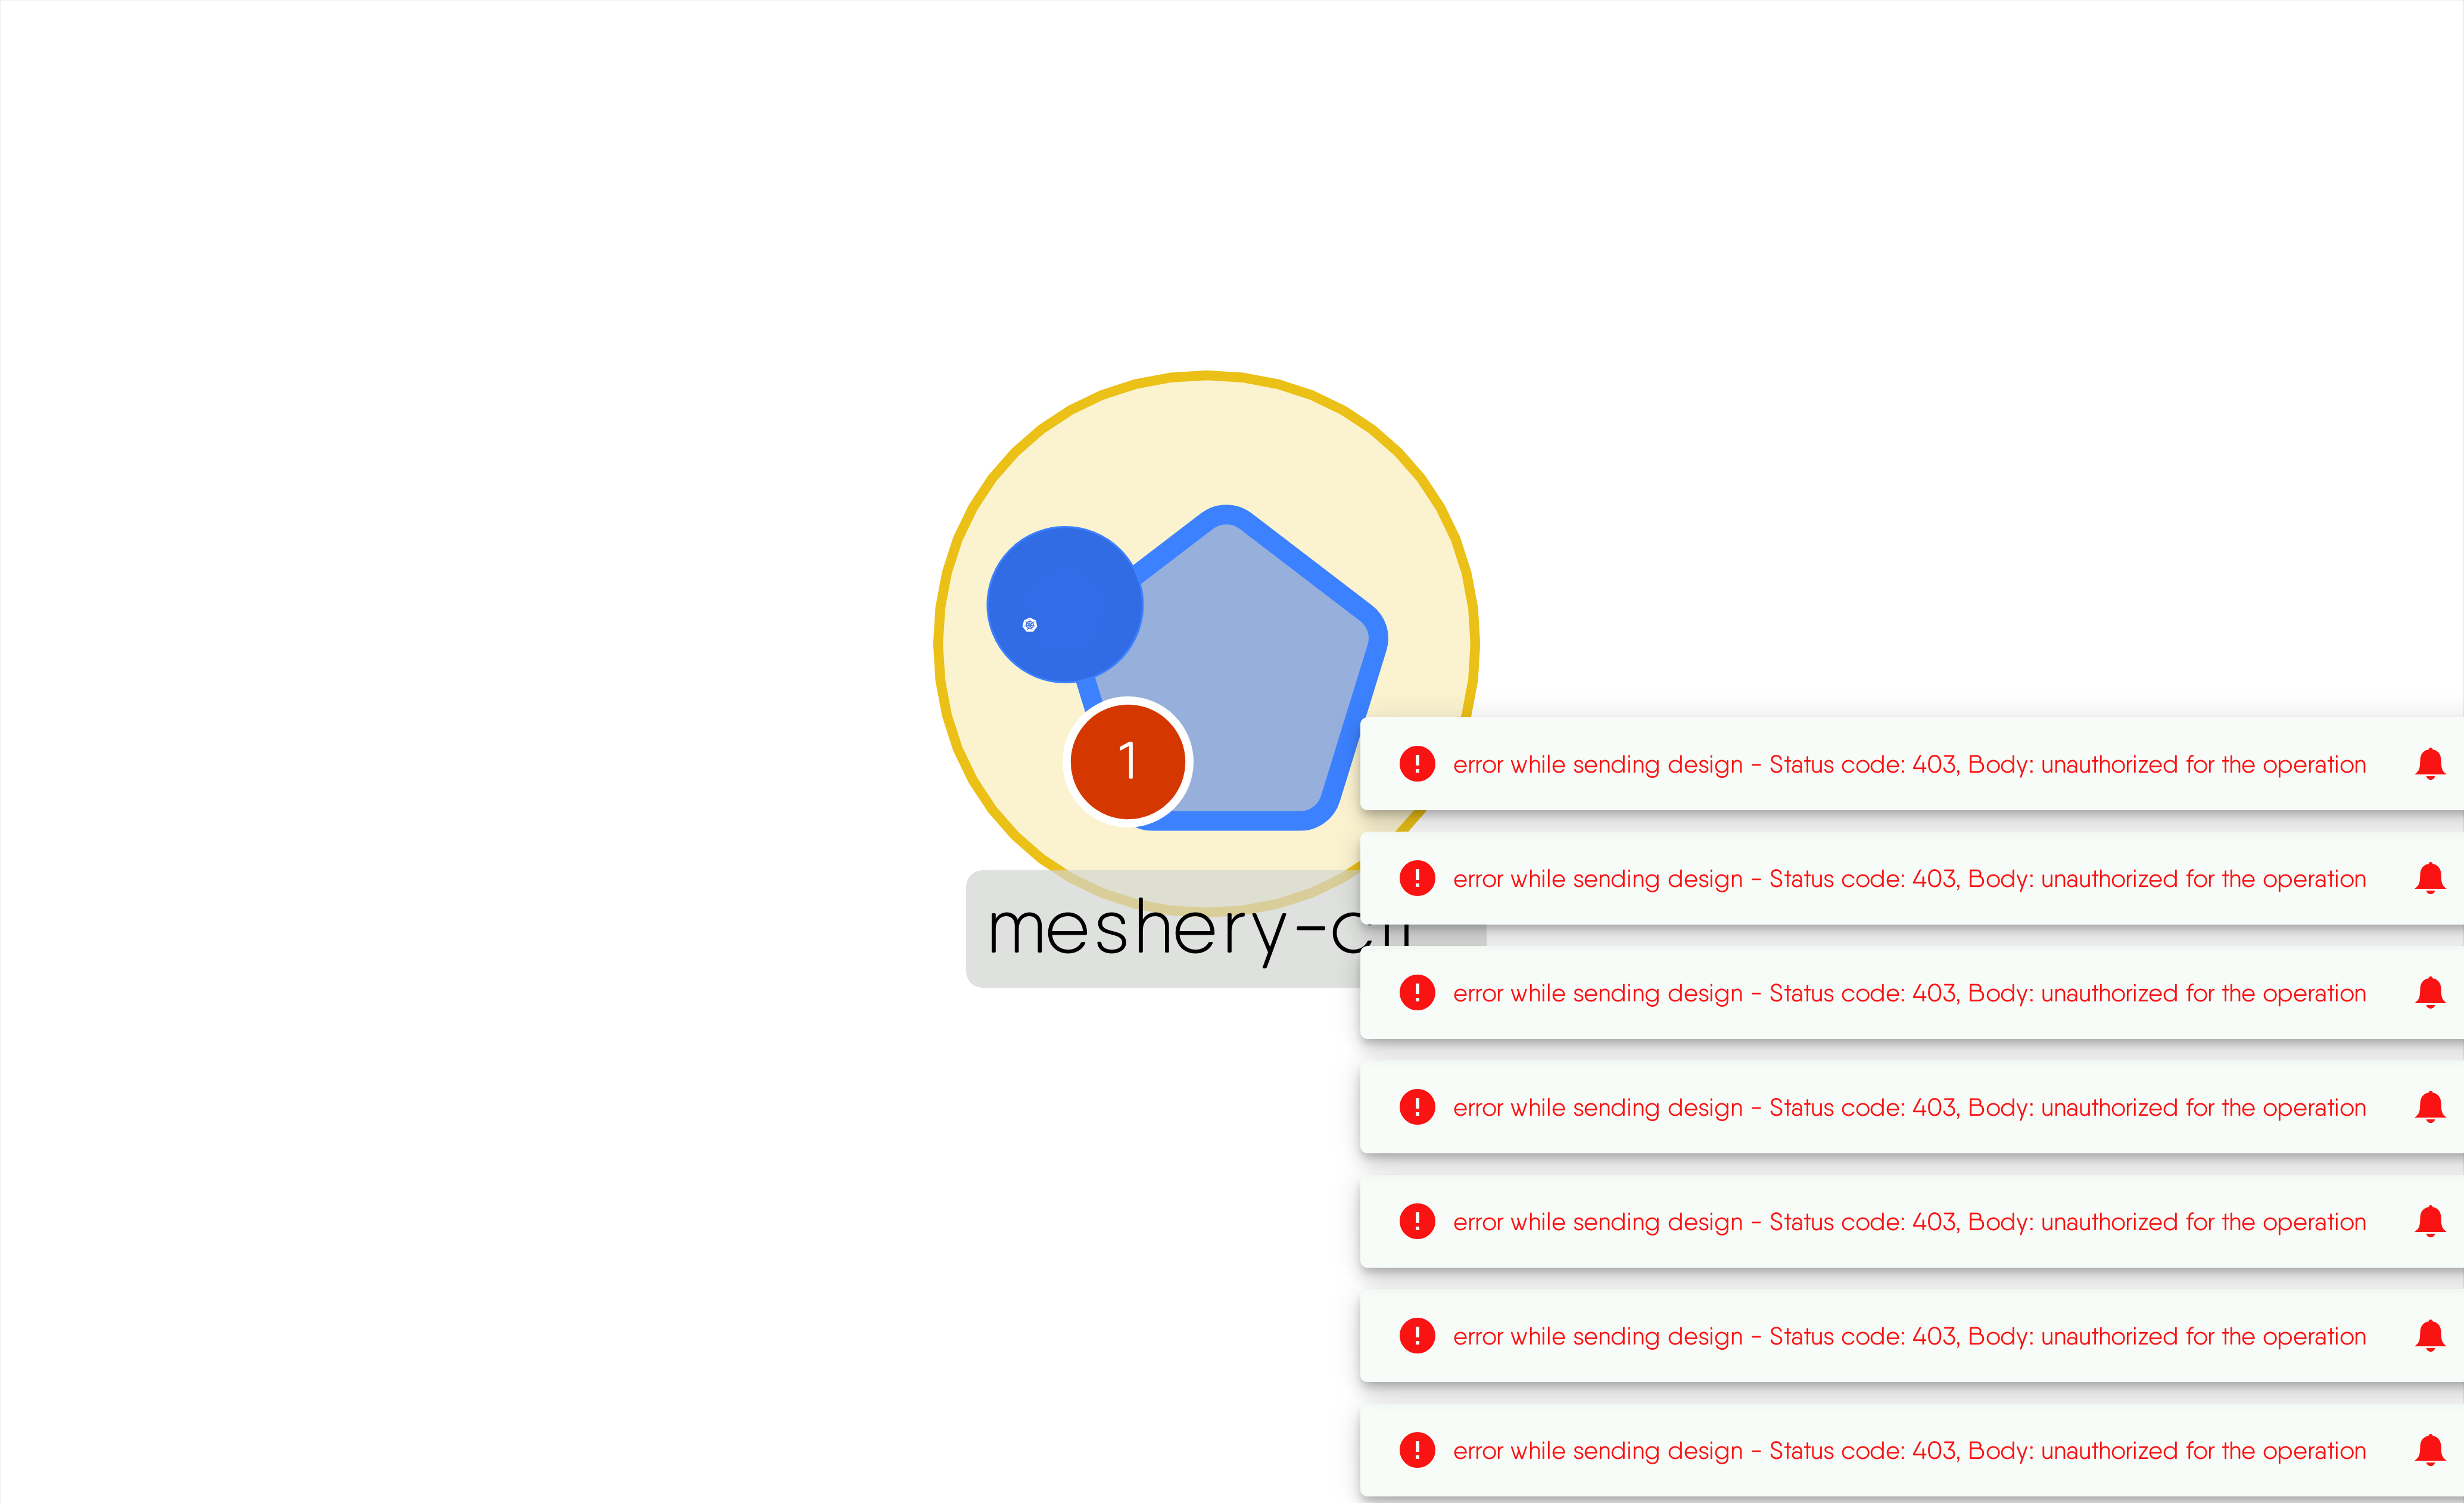 1
error while sending design - Status code: 403, Body: unauthorized for the operation
error while sending design - Status code: 403, Body: unauthorized for the operation
error while sending design - Status code: 403, Body: unauthorized for the operation
error while sending design - Status code: 403, Body: unauthorized for the operation
error while sending design - Status code: 403, Body: unauthorized for the operation
error while sending design - Status code: 403, Body: unauthorized for the operation
error while sending design - Status code: 403, Body: unauthorized for the operation